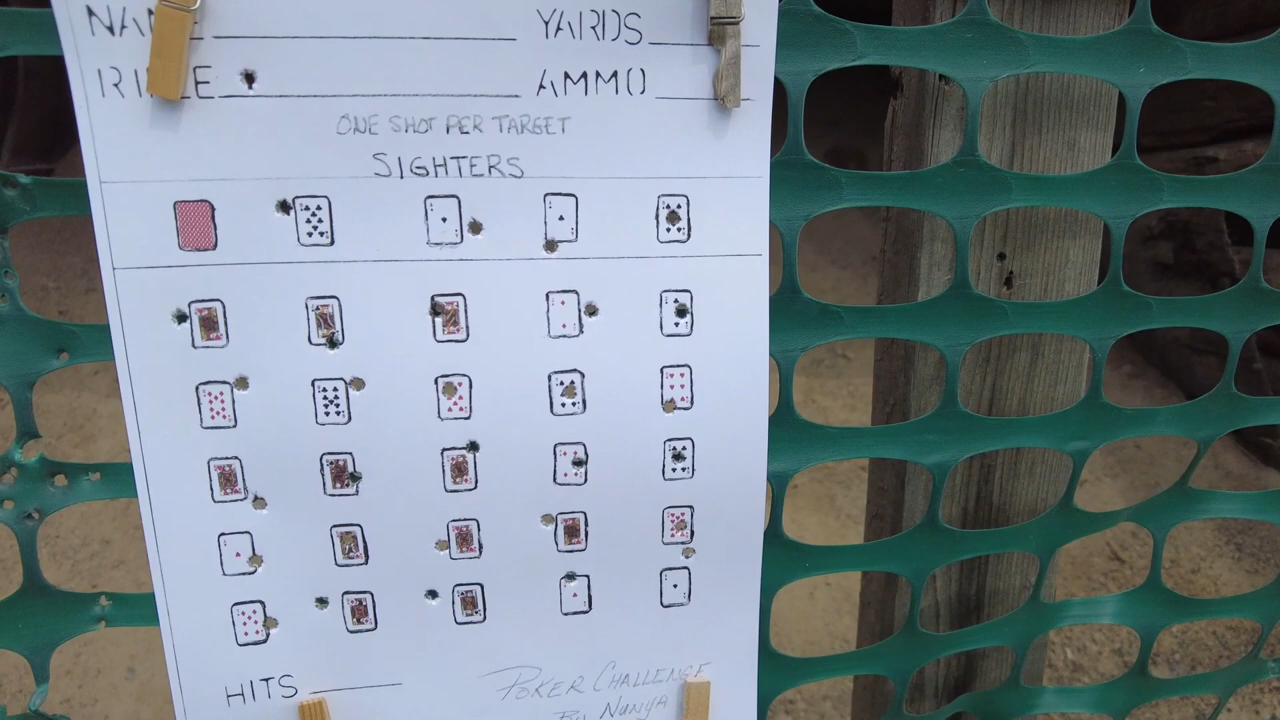 NAME YARDS
RIFLE AMMO
ONE SHOT PER TARGET
SIGHTERS
HITS
POKER CHALLENGE
BY NUNYA